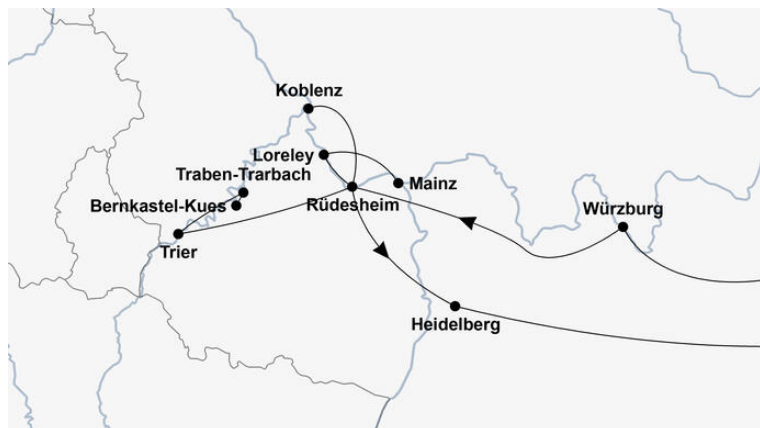 Koblenz
Loreley
Traben-Trarbach
Mainz
Bernkastel-Kues
Rüdesheim
Würzburg
Trier
Heidelberg